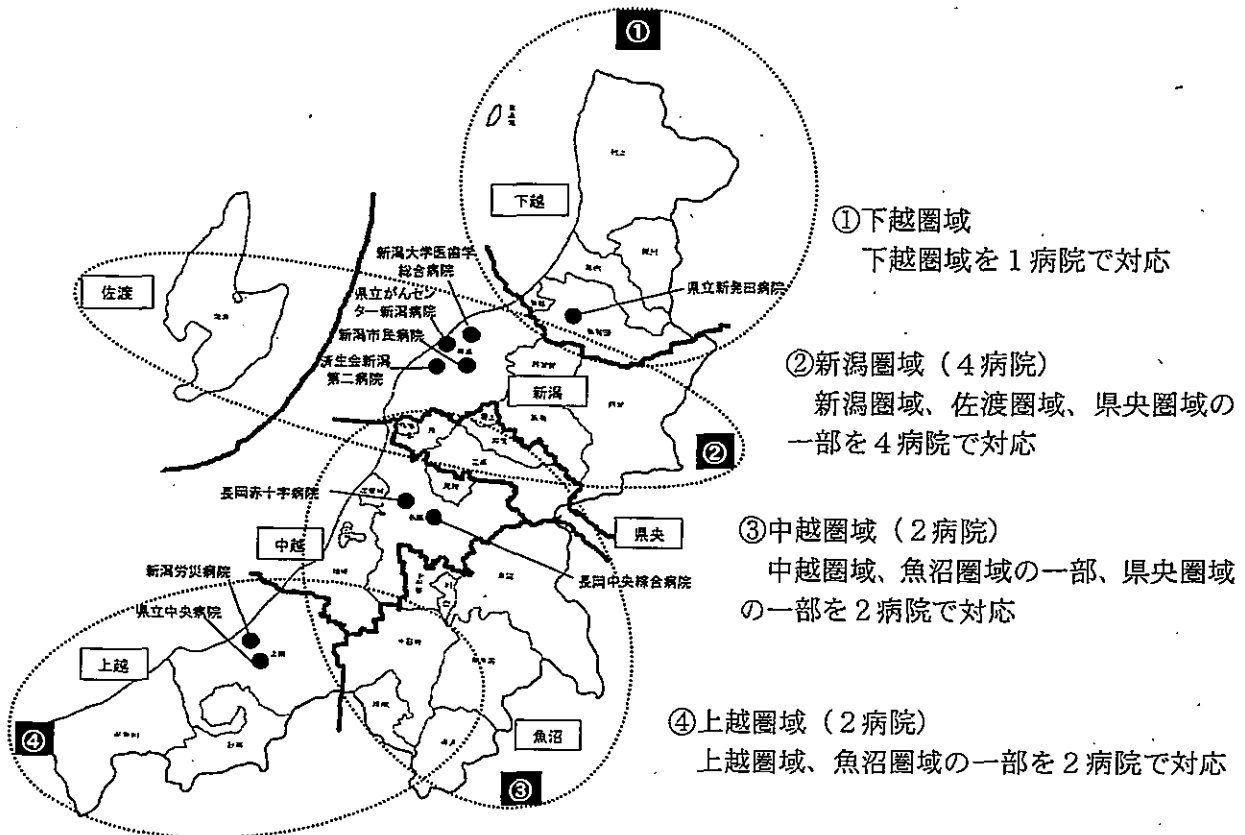 ①
下越
新潟大学医歯学
総合病院
県立がんセン
ター新潟病院
新潟市民病院
済生会新潟
第二病院
県立新発田病院
佐渡
新潟
②
長岡赤十字病院
中越
県央
長岡中央綜合病院
新潟労災病院
県立中央病院
上越
④
魚沼
③
①下越圏域
下越圏域を1病院で対応
②新潟圏域(4病院)
新潟圏域、佐渡圏域、県央圏域の
一部を4病院で対応
③中越圏域(2病院)
中越圏域、魚沼圏域の一部、県央圏域
の一部を2病院で対応
④上越圏域(2病院)
上越圏域、魚沼圏域の一部を2病院で対応